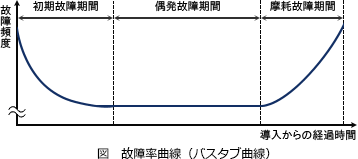 故障頻度
初期故障期間
偶発故障期間
摩耗故障期間
導入からの経過時間
図 故障率曲線（バスタブ曲線）